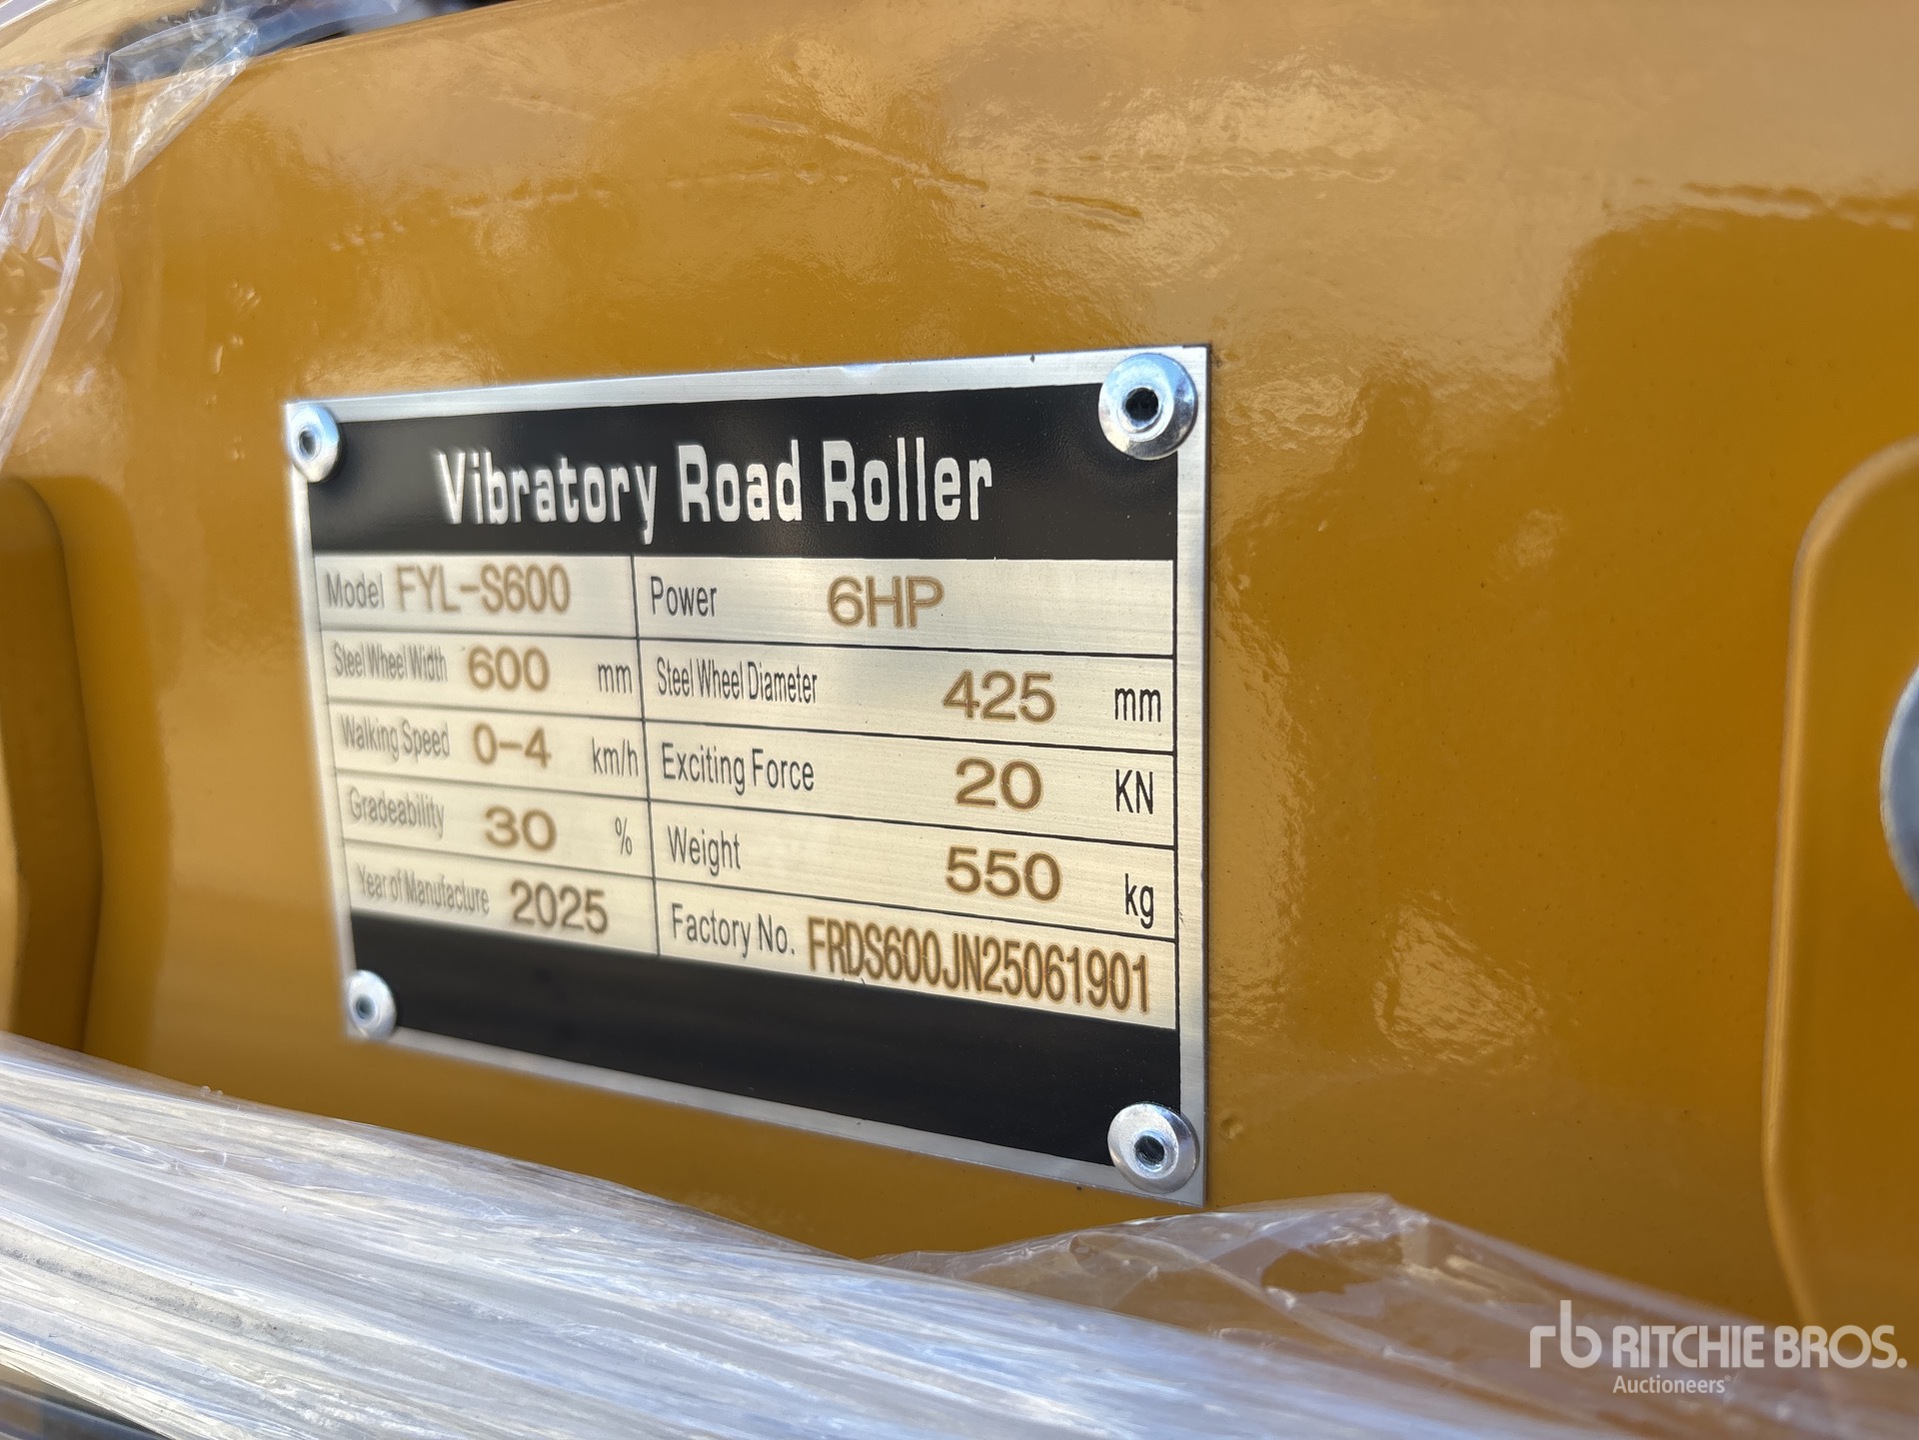 Vibratory Road Roller
Model FYL-S600 Power 6HP
Steel Wheel Width 600 mm Steel Wheel Diameter 425 mm
Walking Speed 0-4 km/h Exciting Force 20 KN
Gradeability 30 % Weight 550 kg
Year of Manufacture 2025 Factory No. FRDS600JN25061901
rb RITCHIE BROS.
Auctioneers